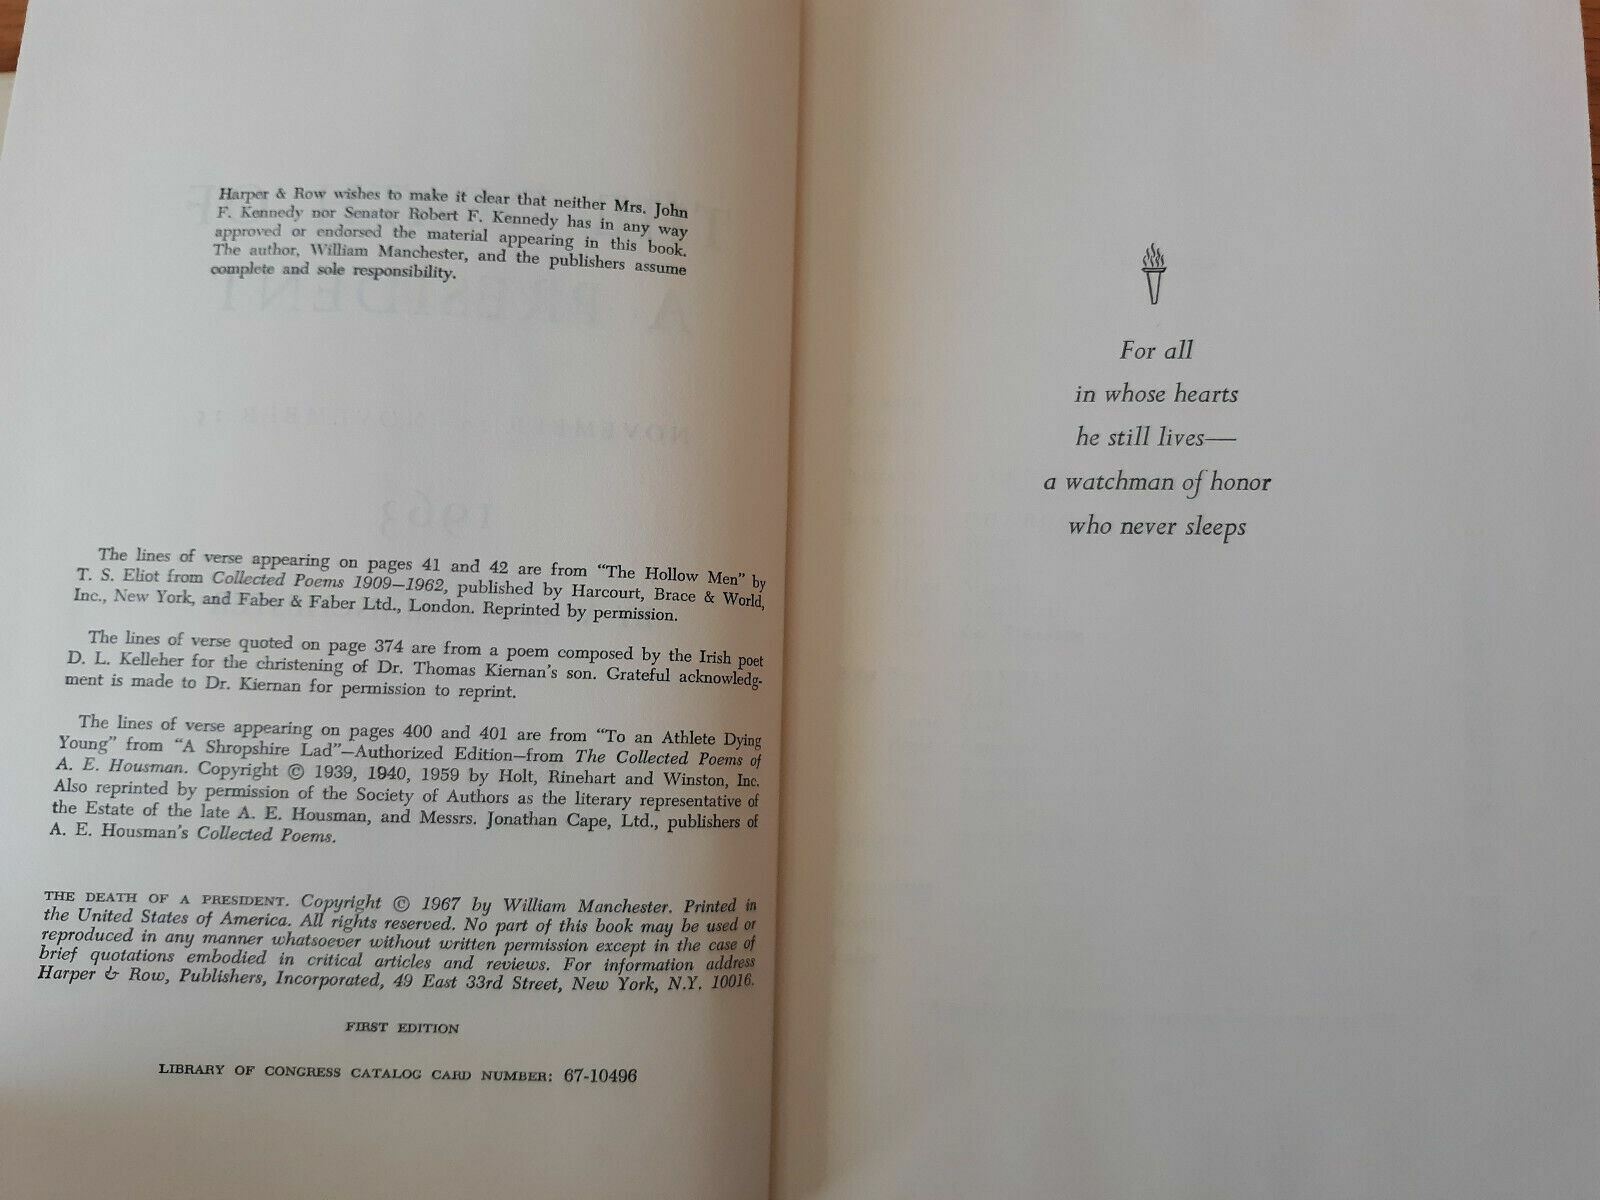 Harper & Row wishes to make it clear that neither Mrs. John
F. Kennedy nor Senator Robert F. Kennedy has in any way
approved or endorsed the material appearing in this book.
The author, William Manchester, and the publishers assume
complete and sole responsibility.
The lines of verse appearing on pages 41 and 42 are from "The Hollow Men" by
T. S. Eliot from Collected Poems 1909–1962, published by Harcourt, Brace & World,
Inc., New York, and Faber & Faber Ltd., London. Reprinted by permission.
The lines of verse quoted on page 374 are from a poem composed by the Irish poet
D. L. Kelleher for the christening of Dr. Thomas Kiernan's son. Grateful acknowledg-
ment is made to Dr. Kiernan for permission to reprint.
The lines of verse appearing on pages 400 and 401 are from "To an Athlete Dying
Young" from "A Shropshire Lad"—Authorized Edition—from The Collected Poems of
A. E. Housman. Copyright © 1939, 1940, 1959 by Holt, Rinehart and Winston, Inc.
Also reprinted by permission of the Society of Authors as the literary representative of
the Estate of the late A. E. Housman, and Messrs. Jonathan Cape, Ltd., publishers of
A. E. Housman's Collected Poems.
THE DEATH OF A PRESIDENT. Copyright © 1967 by William Manchester. Printed in
the United States of America. All rights reserved. No part of this book may be used or
reproduced in any manner whatsoever without written permission except in the case of
brief quotations embodied in critical articles and reviews. For information address
Harper & Row, Publishers, Incorporated, 49 East 33rd Street, New York, N.Y. 10016.
FIRST EDITION
LIBRARY OF CONGRESS CATALOG CARD NUMBER: 67-10496
For all
in whose hearts
he still lives—
a watchman of honor
who never sleeps